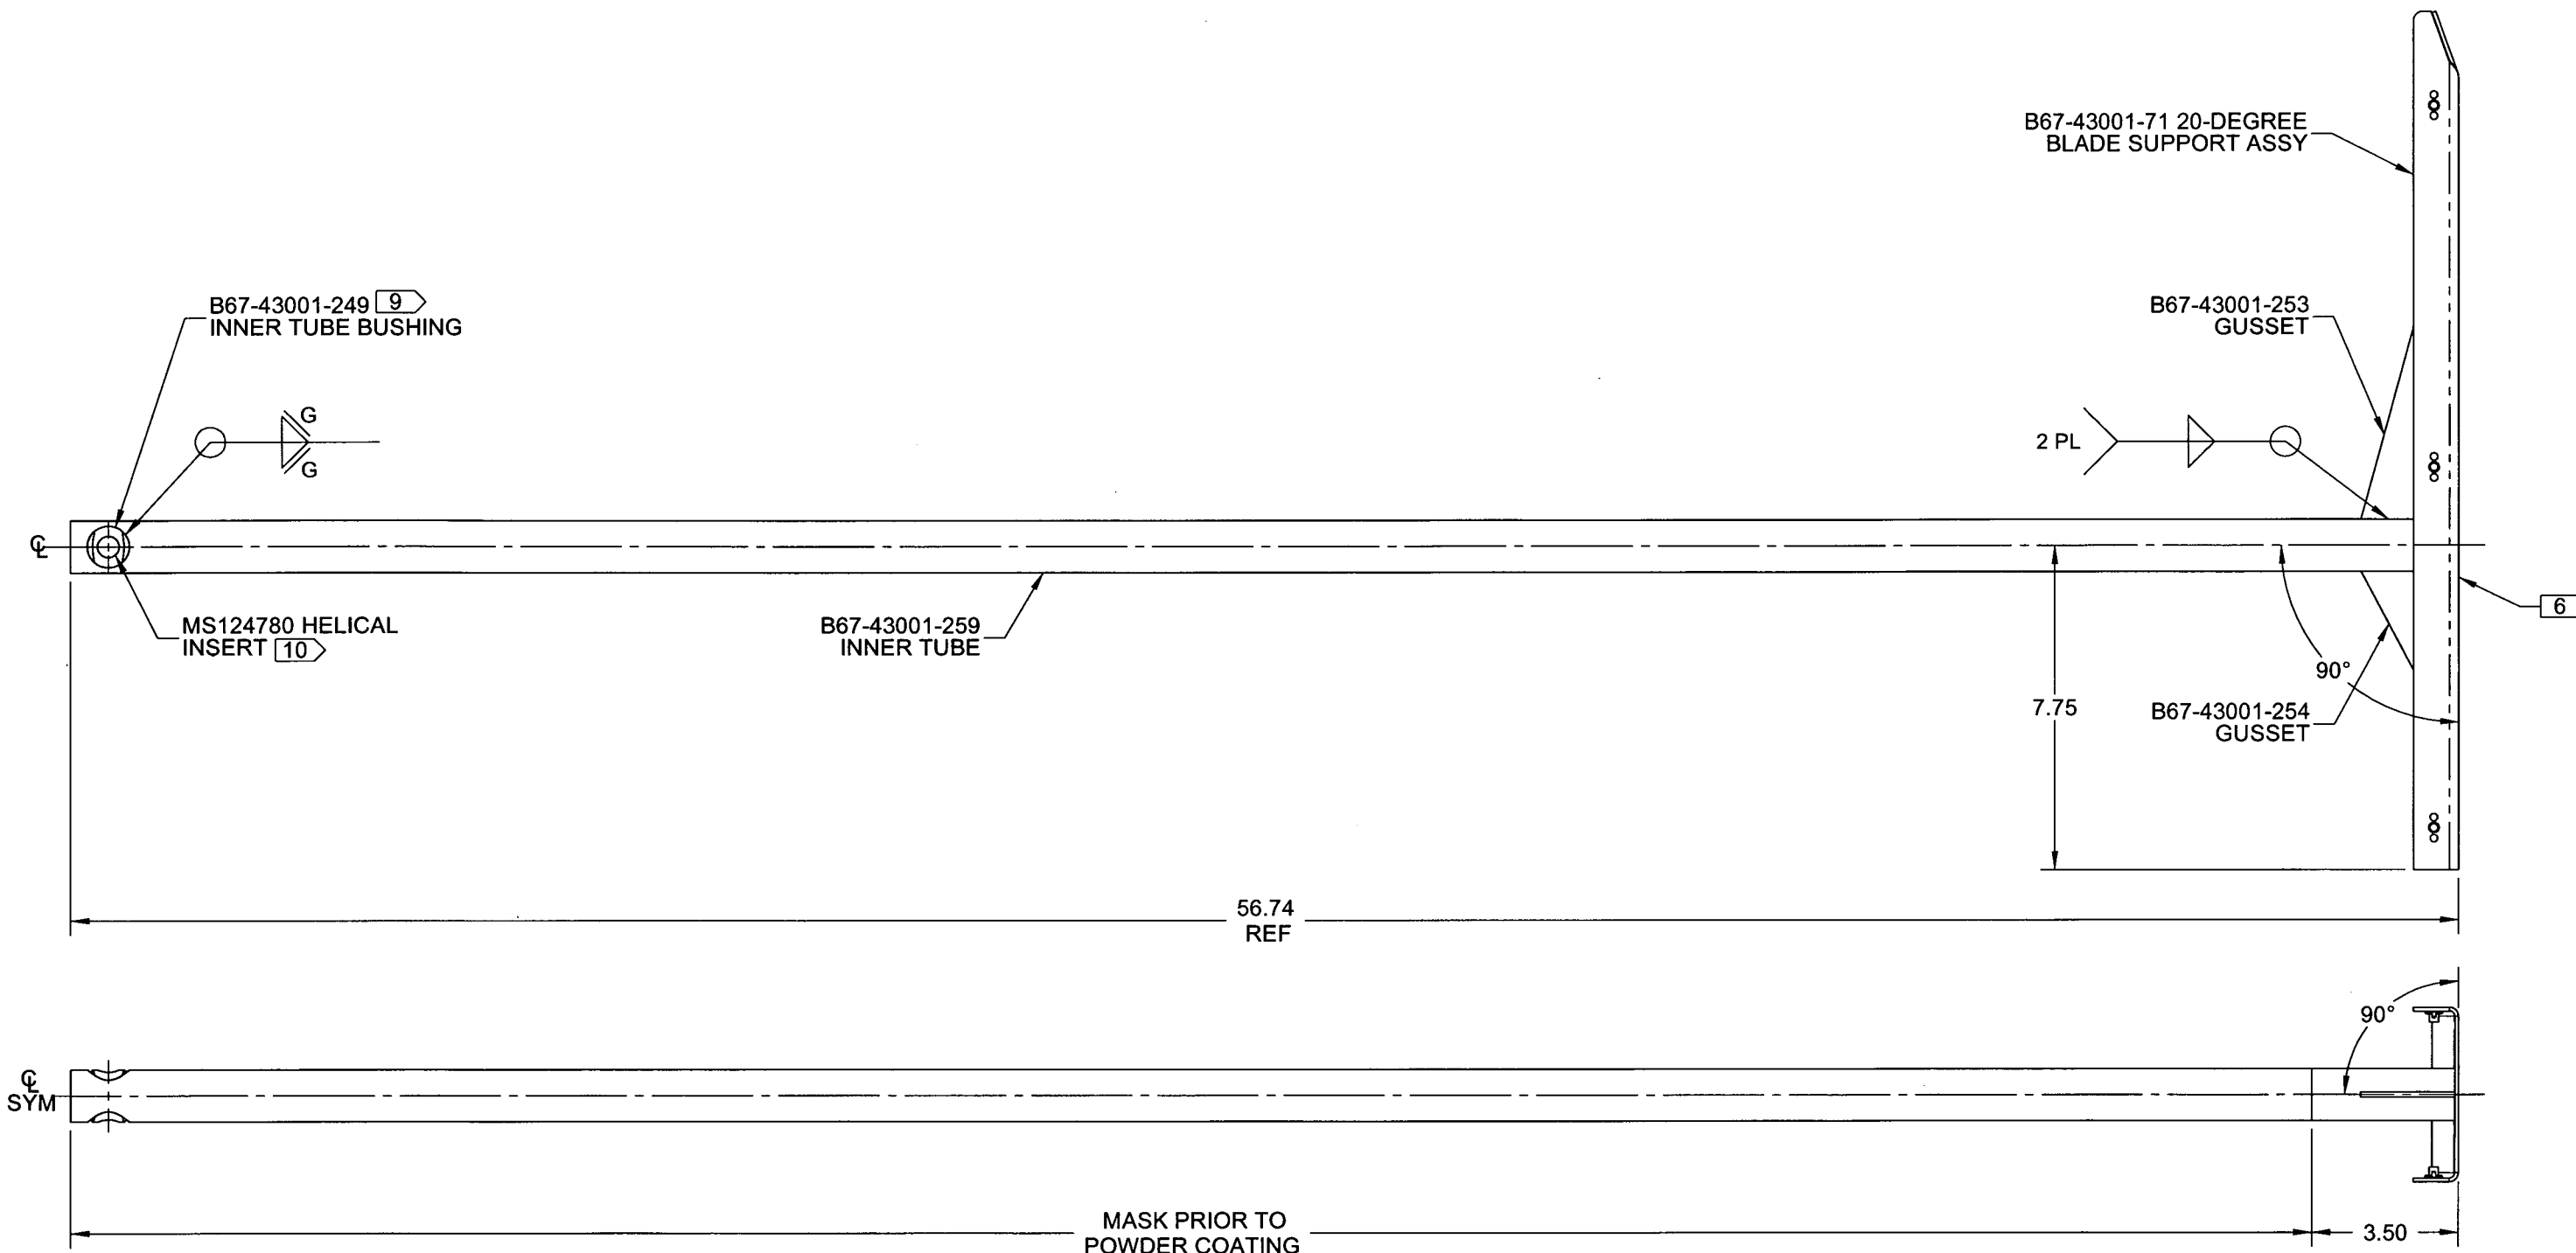 B67-43001-71 20-DEGREE
BLADE SUPPORT ASSY
B67-43001-249 9
INNER TUBE BUSHING
B67-43001-253
GUSSET
G
G
2 PL
℄
MS124780 HELICAL
INSERT 10
B67-43001-259
INNER TUBE
6
90°
7.75
B67-43001-254
GUSSET
56.74
REF
90°
℄
SYM
MASK PRIOR TO
POWDER COATING
3.50